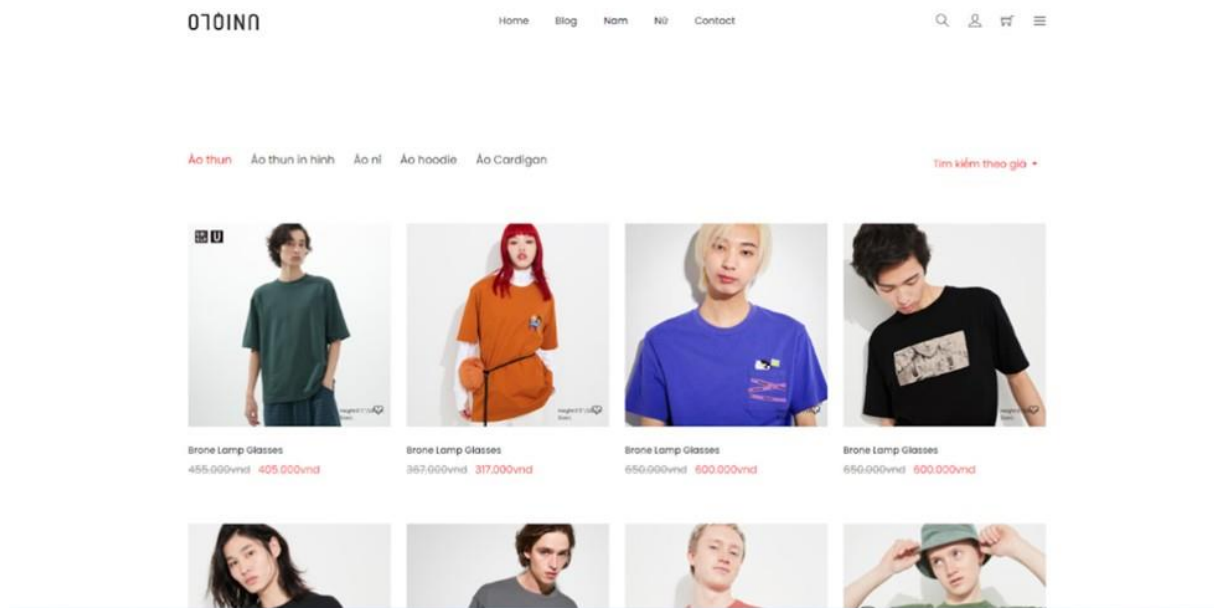 UNIQLO
Home Blog Nam Nữ Contact
Áo thun Áo thun in hình Áo nỉ Áo hoodie Áo Cardigan
Tìm kiếm theo giá
U
Brone Lamp Glasses Brone Lamp Glasses Brone Lamp Glasses Brone Lamp Glasses
455.000vnd 405.000vnd 367.000vnd 317.000vnd 650.000vnd 600.000vnd 650.000vnd 600.000vnd